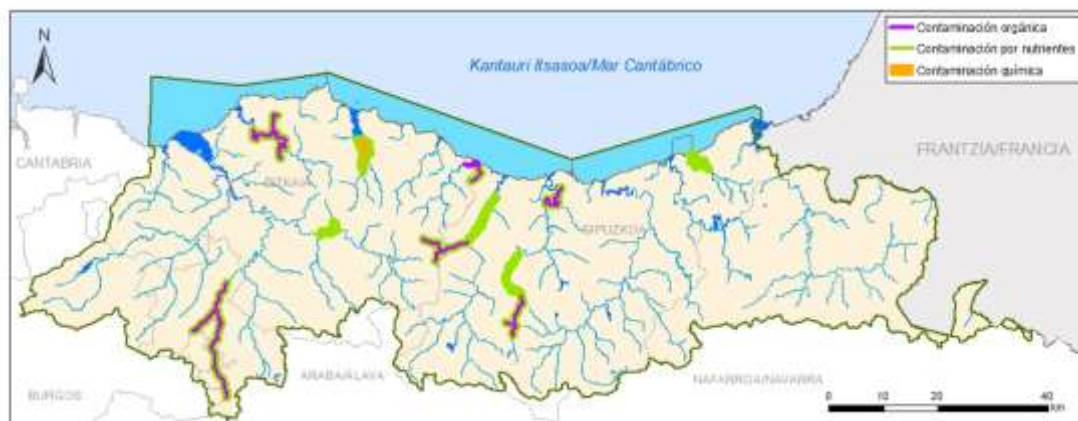 N
Kantauri Itsasoa/Mar Cantábrico
Contaminación orgánica
Contaminación por nutrientes
Contaminación química
CANTABRIA
FRANTZIA/FRANCIA
BIZKAIA
GIPUZKOA
ARABA/ÁLAVA
NAFARROA/NAVARRA
BURGOS
0 10 20 30 40
km